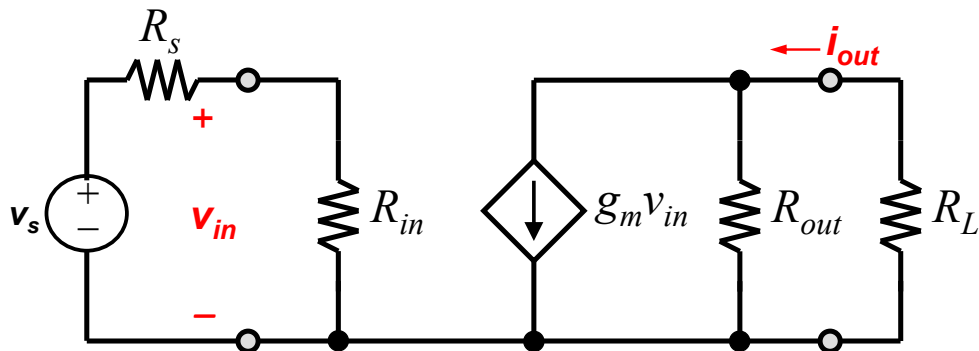 R_s
i_out
+
+
−
v_s
v_in
R_in
g_m v_in
R_out
R_L
−